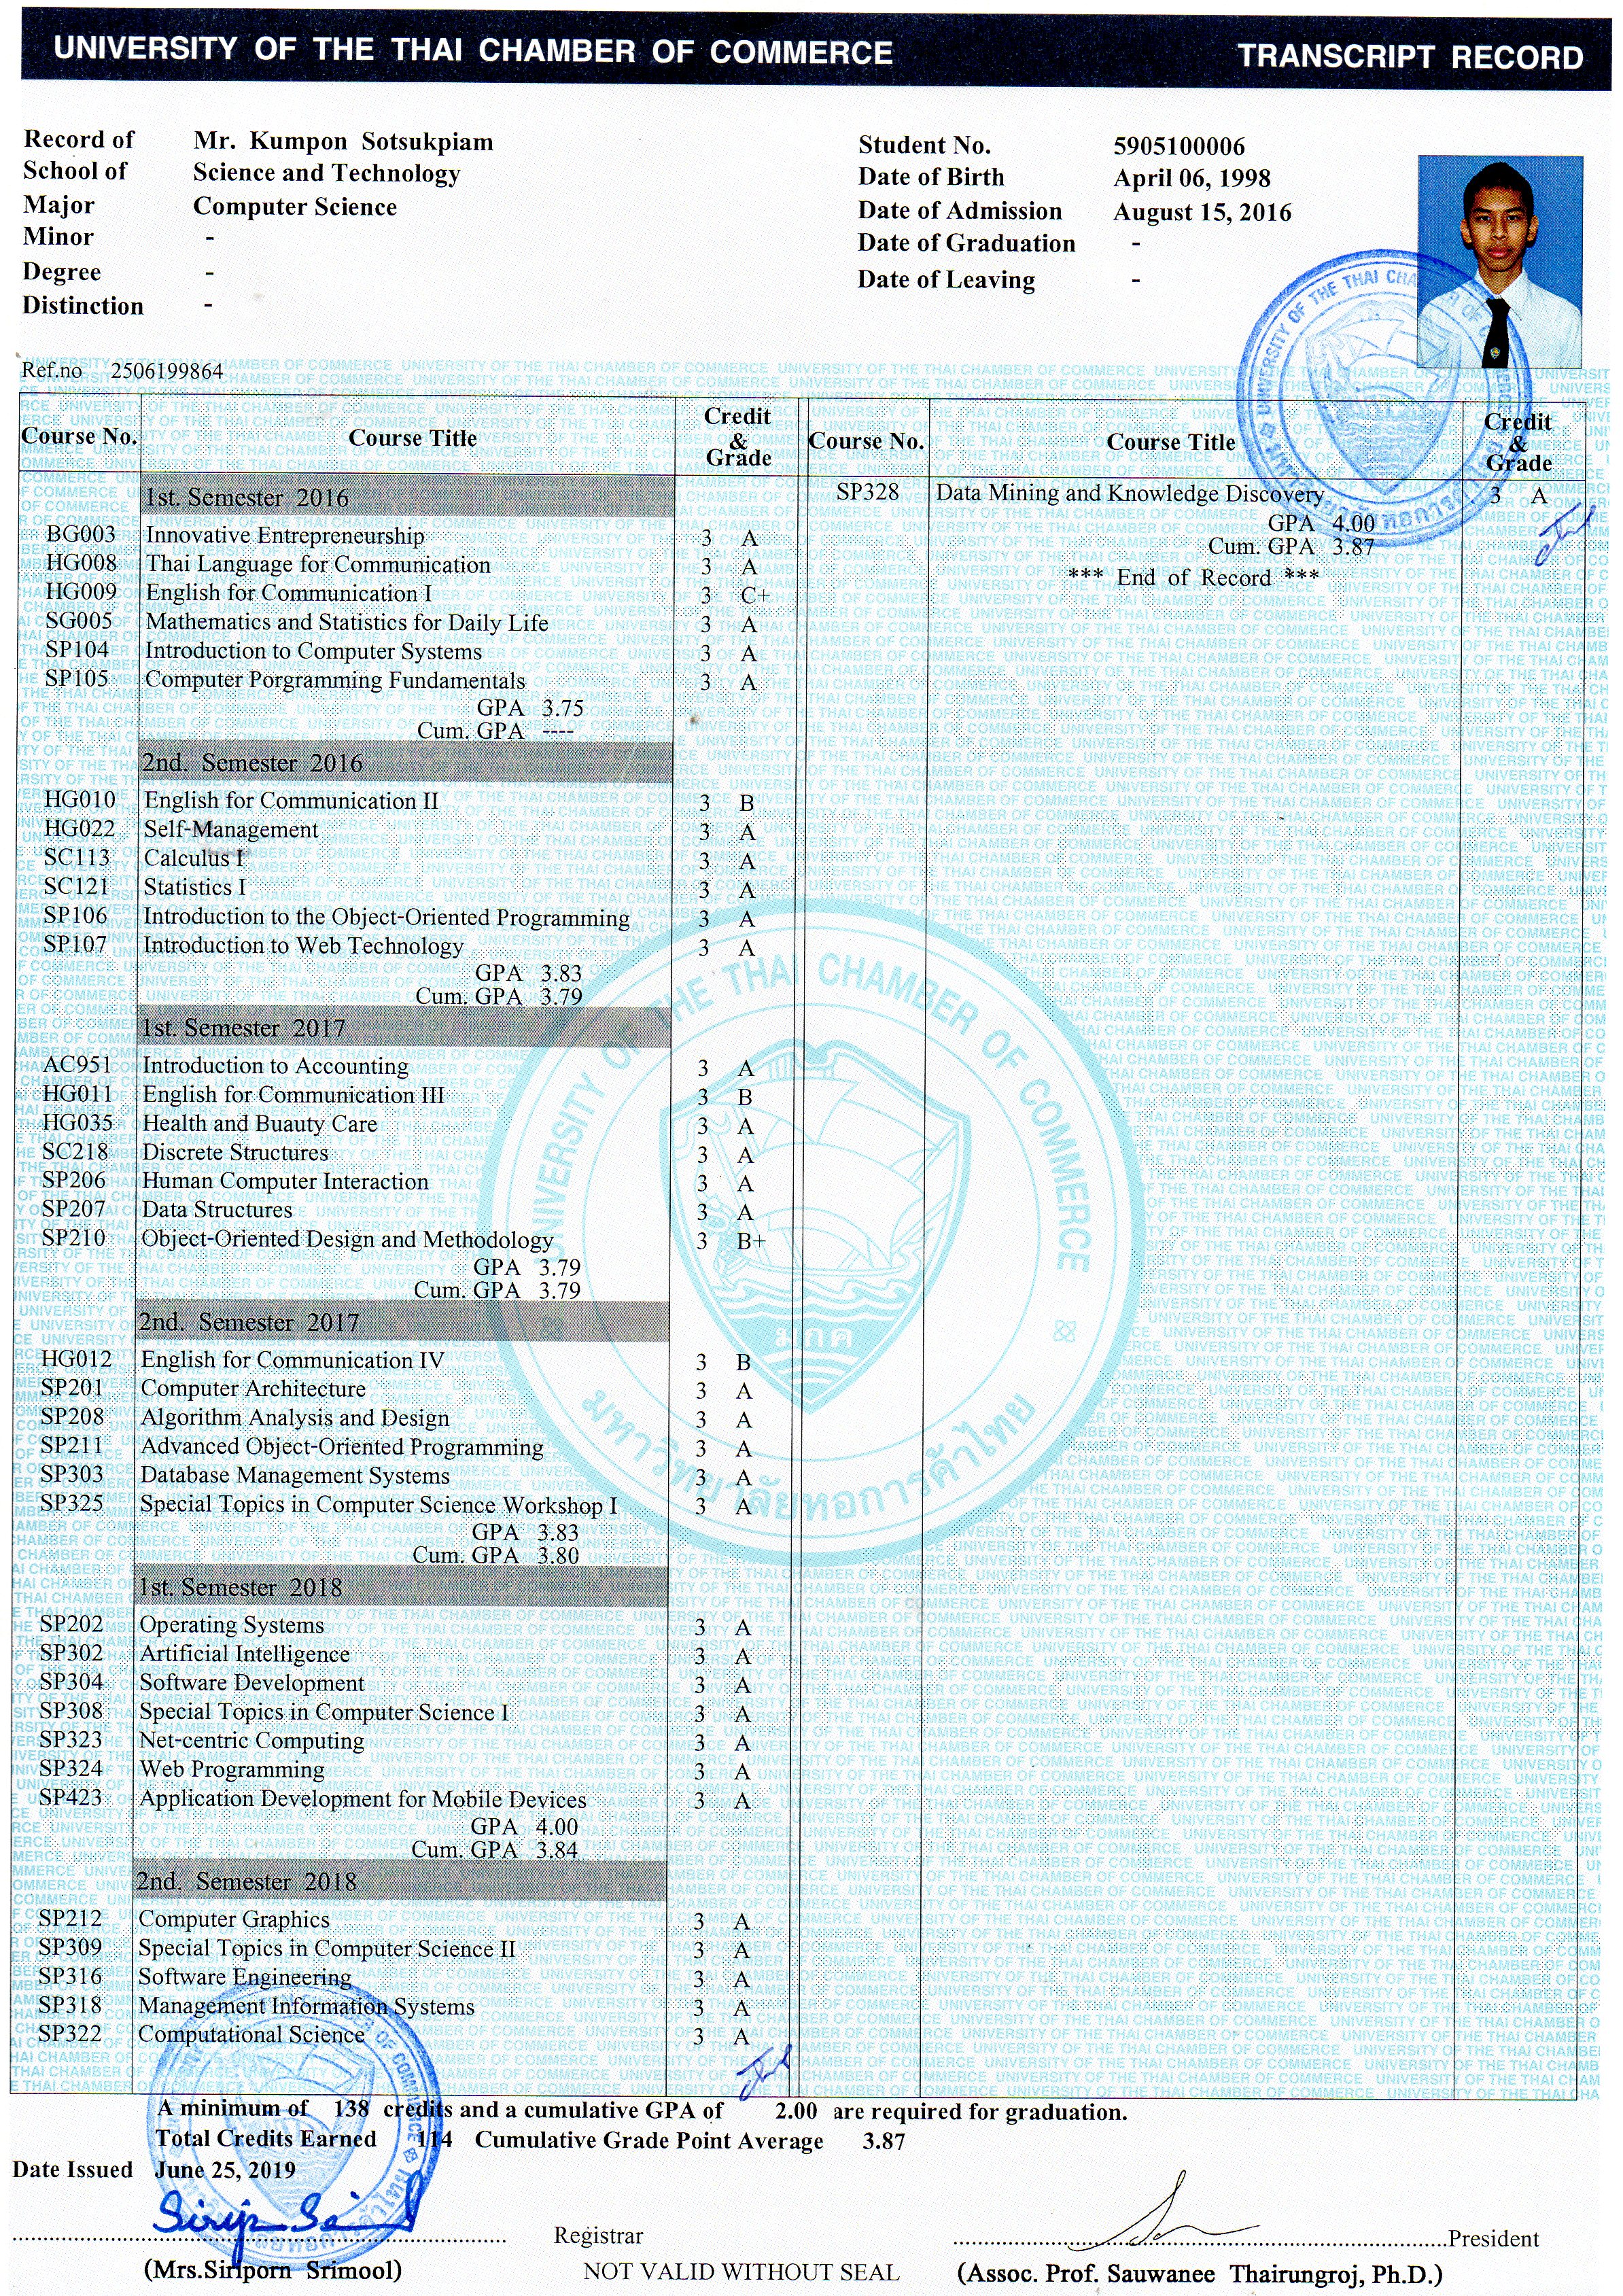 UNIVERSITY OF THE THAI CHAMBER OF COMMERCE TRANSCRIPT RECORD
Record of Mr. Kumpon Sotsukpiam
School of Science and Technology
Major Computer Science
Minor -
Degree -
Distinction -
Student No. 5905100006
Date of Birth April 06, 1998
Date of Admission August 15, 2016
Date of Graduation -
Date of Leaving -
Ref.no 2506199864
Course No. Course Title Credit & Grade
1st. Semester 2016
BG003 Innovative Entrepreneurship 3 A
HG008 Thai Language for Communication 3 A
HG009 English for Communication I 3 C+
SG005 Mathematics and Statistics for Daily Life 3 A
SP104 Introduction to Computer Systems 3 A
SP105 Computer Porgramming Fundamentals 3 A
GPA 3.75
Cum. GPA ----
2nd. Semester 2016
HG010 English for Communication II 3 B
HG022 Self-Management 3 A
SC113 Calculus I 3 A
SC121 Statistics I 3 A
SP106 Introduction to the Object-Oriented Programming 3 A
SP107 Introduction to Web Technology 3 A
GPA 3.83
Cum. GPA 3.79
1st. Semester 2017
AC951 Introduction to Accounting 3 A
HG011 English for Communication III 3 B
HG035 Health and Buauty Care 3 A
SC218 Discrete Structures 3 A
SP206 Human Computer Interaction 3 A
SP207 Data Structures 3 A
SP210 Object-Oriented Design and Methodology 3 B+
GPA 3.79
Cum. GPA 3.79
2nd. Semester 2017
HG012 English for Communication IV 3 B
SP201 Computer Architecture 3 A
SP208 Algorithm Analysis and Design 3 A
SP211 Advanced Object-Oriented Programming 3 A
SP303 Database Management Systems 3 A
SP325 Special Topics in Computer Science Workshop I 3 A
GPA 3.83
Cum. GPA 3.80
1st. Semester 2018
SP202 Operating Systems 3 A
SP302 Artificial Intelligence 3 A
SP304 Software Development 3 A
SP308 Special Topics in Computer Science I 3 A
SP323 Net-centric Computing 3 A
SP324 Web Programming 3 A
SP423 Application Development for Mobile Devices 3 A
GPA 4.00
Cum. GPA 3.84
2nd. Semester 2018
SP212 Computer Graphics 3 A
SP309 Special Topics in Computer Science II 3 A
SP316 Software Engineering 3 A
SP318 Management Information Systems 3 A
SP322 Computational Science 3 A
Course No. Course Title Credit & Grade
SP328 Data Mining and Knowledge Discovery 3 A
GPA 4.00
Cum. GPA 3.87
*** End of Record ***
UNIVERSITY OF THE THAI CHAMBER OF COMMERCE
มกค
มหาวิทยาลัยหอการค้าไทย
A minimum of 138 credits and a cumulative GPA of 2.00 are required for graduation.
Total Credits Earned 114 Cumulative Grade Point Average 3.87
Date Issued June 25, 2019
Registrar
President
(Mrs.Siriporn Srimool)
NOT VALID WITHOUT SEAL
(Assoc. Prof. Sauwanee Thairungroj, Ph.D.)